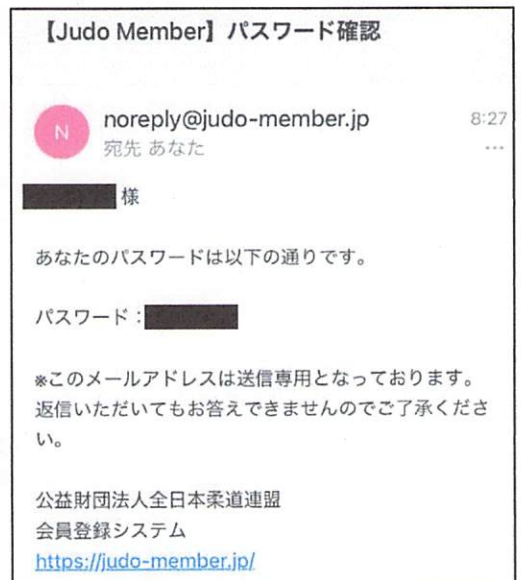 【Judo Member】パスワード確認
N
noreply@judo-member.jp
8:27
宛先 あなた
…
様
あなたのパスワードは以下の通りです。
パスワード：
※このメールアドレスは送信専用となっております。
返信いただいてもお答えできませんのでご了承くださ
い。
公益財団法人全日本柔道連盟
会員登録システム
https://judo-member.jp/